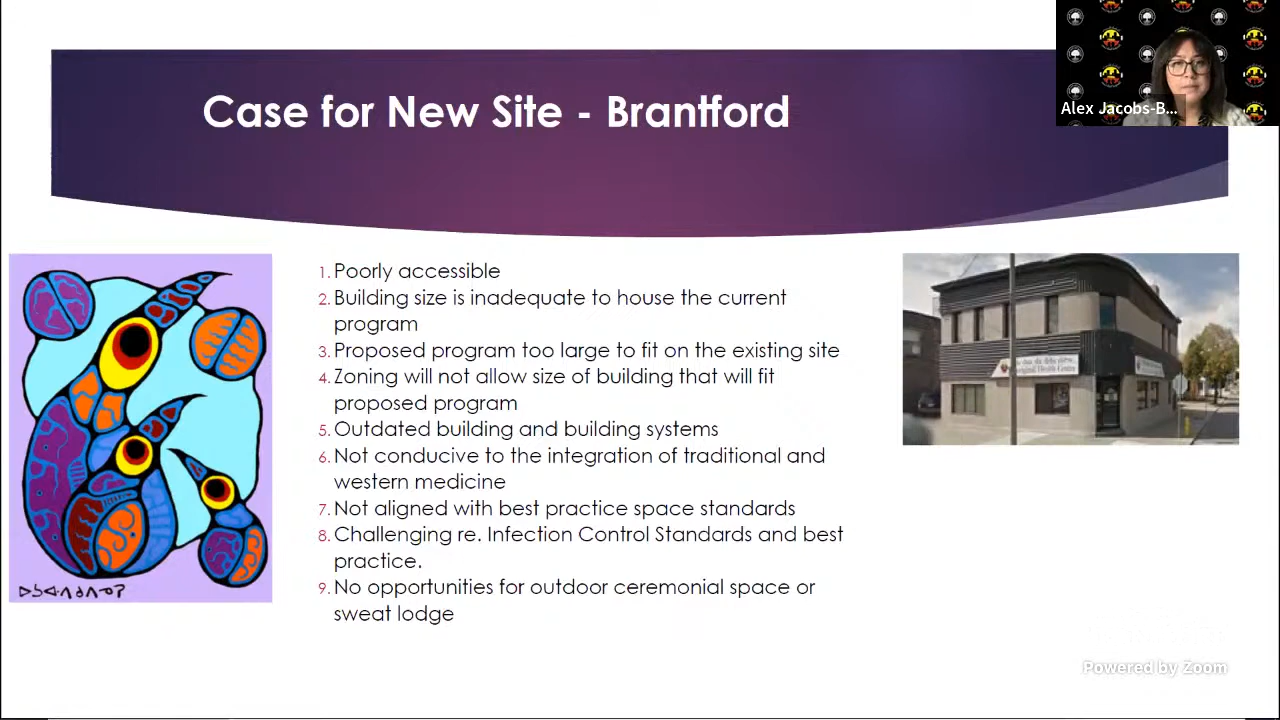 Case for New Site - Brantford
Alex Jacobs-B...
1. Poorly accessible
2. Building size is inadequate to house the current
program
3. Proposed program too large to fit on the existing site
4. Zoning will not allow size of building that will fit
proposed program
5. Outdated building and building systems
6. Not conducive to the integration of traditional and
western medicine
7. Not aligned with best practice space standards
8. Challenging re. Infection Control Standards and best
practice.
9. No opportunities for outdoor ceremonial space or
sweat lodge
Health Centre
Powered by Zoom